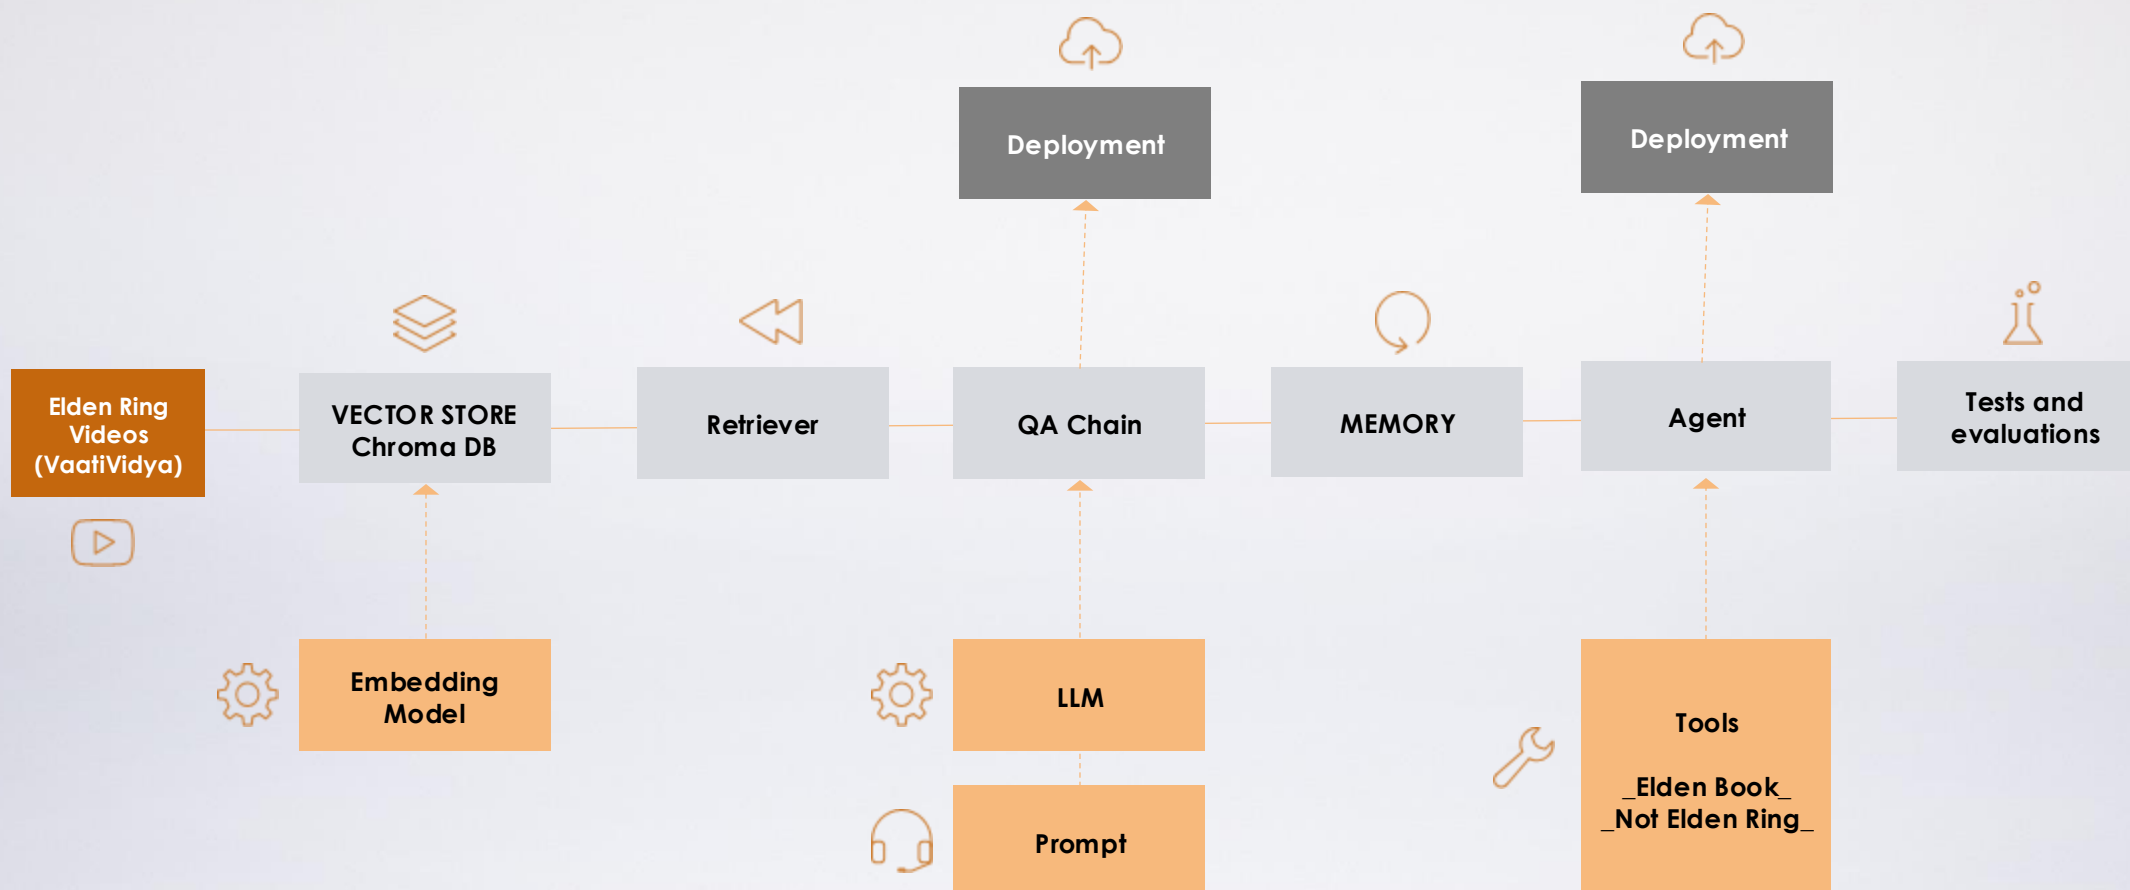 Deployment
Deployment
Elden Ring
Videos
(VaatiVidya)
VECTOR STORE
Chroma DB
Retriever
QA Chain
MEMORY
Agent
Tests and
evaluations
Embedding
Model
LLM
Prompt
Tools
_Elden Book_
_Not Elden Ring_